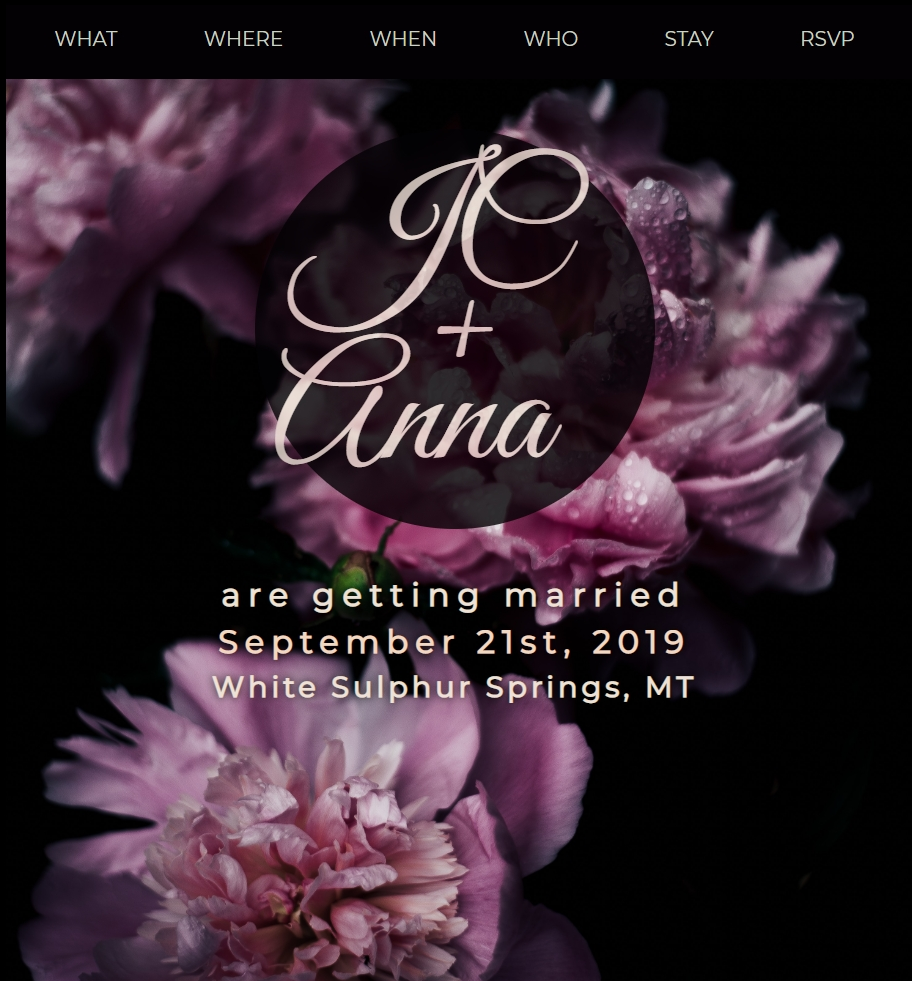 WHAT WHERE WHEN WHO STAY RSVP
JC
+
Anna
are getting married
September 21st, 2019
White Sulphur Springs, MT